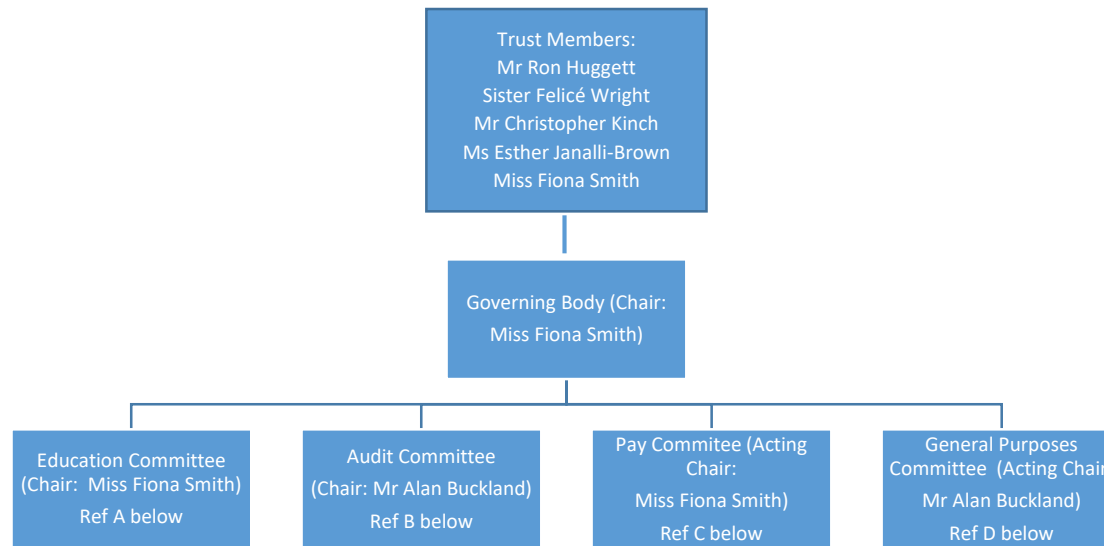 Trust Members:
Mr Ron Huggett
Sister Felicé Wright
Mr Christopher Kinch
Ms Esther Janalli-Brown
Miss Fiona Smith
Governing Body (Chair:
Miss Fiona Smith)
Education Committee
(Chair: Miss Fiona Smith)
Ref A below
Audit Committee
(Chair: Mr Alan Buckland)
Ref B below
Pay Commitee (Acting
Chair:
Miss Fiona Smith)
Ref C below
General Purposes
Committee (Acting Chair
Mr Alan Buckland)
Ref D below